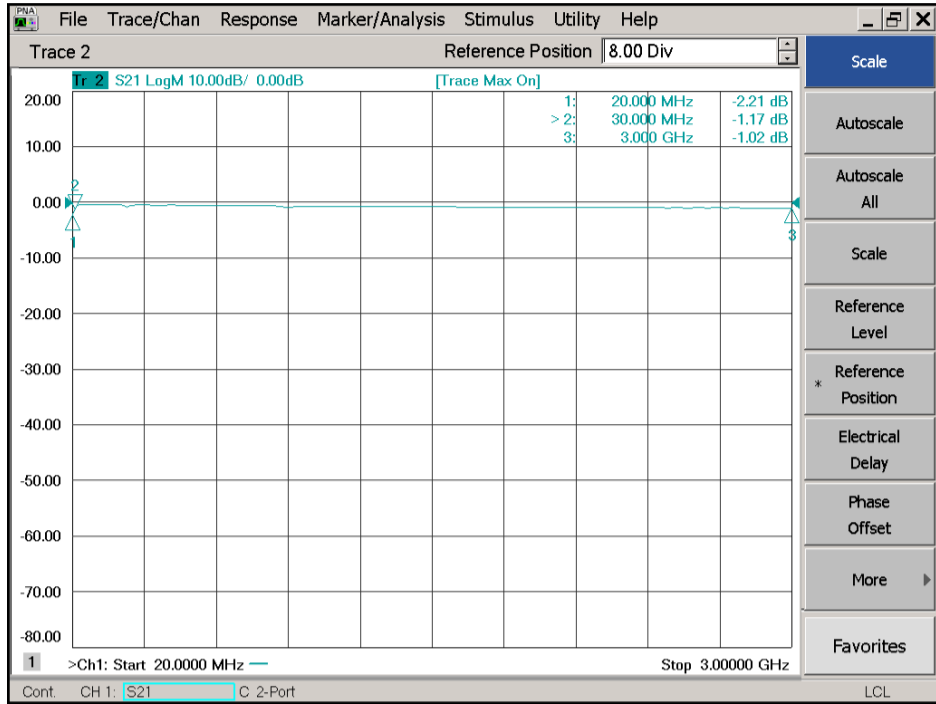 PNA File Trace/Chan Response Marker/Analysis Stimulus Utility Help
Trace 2 Reference Position 8.00 Div
Scale
Tr 2 S21 LogM 10.00dB/ 0.00dB [Trace Max On]
20.00
1: 20.000 MHz -2.21 dB
> 2: 30.000 MHz -1.17 dB
3: 3.000 GHz -1.02 dB
10.00
2
0.00
1
3
-10.00
-20.00
-30.00
-40.00
-50.00
-60.00
-70.00
-80.00
Autoscale
Autoscale
All
Scale
Reference
Level
* Reference
Position
Electrical
Delay
Phase
Offset
More
Favorites
1 >Ch1: Start 20.0000 MHz Stop 3.00000 GHz
Cont. CH 1: S21 C 2-Port LCL